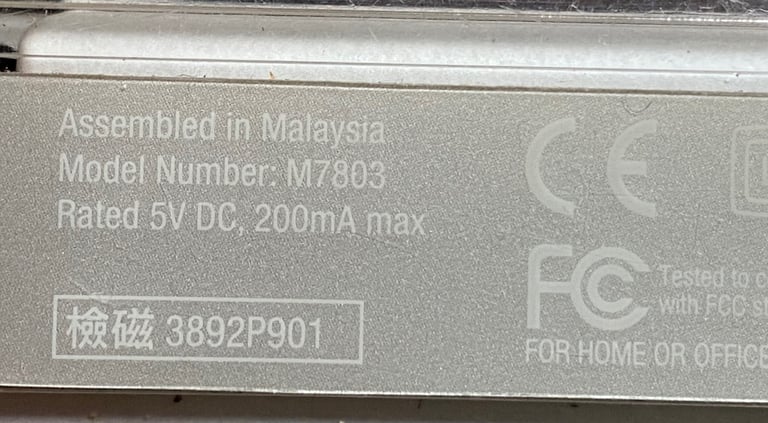 Assembled in Malaysia
Model Number: M7803
Rated 5V DC, 200mA max
檢磁 3892P901
CE
FC
Tested to
with FCC
FOR HOME OR OFFICE